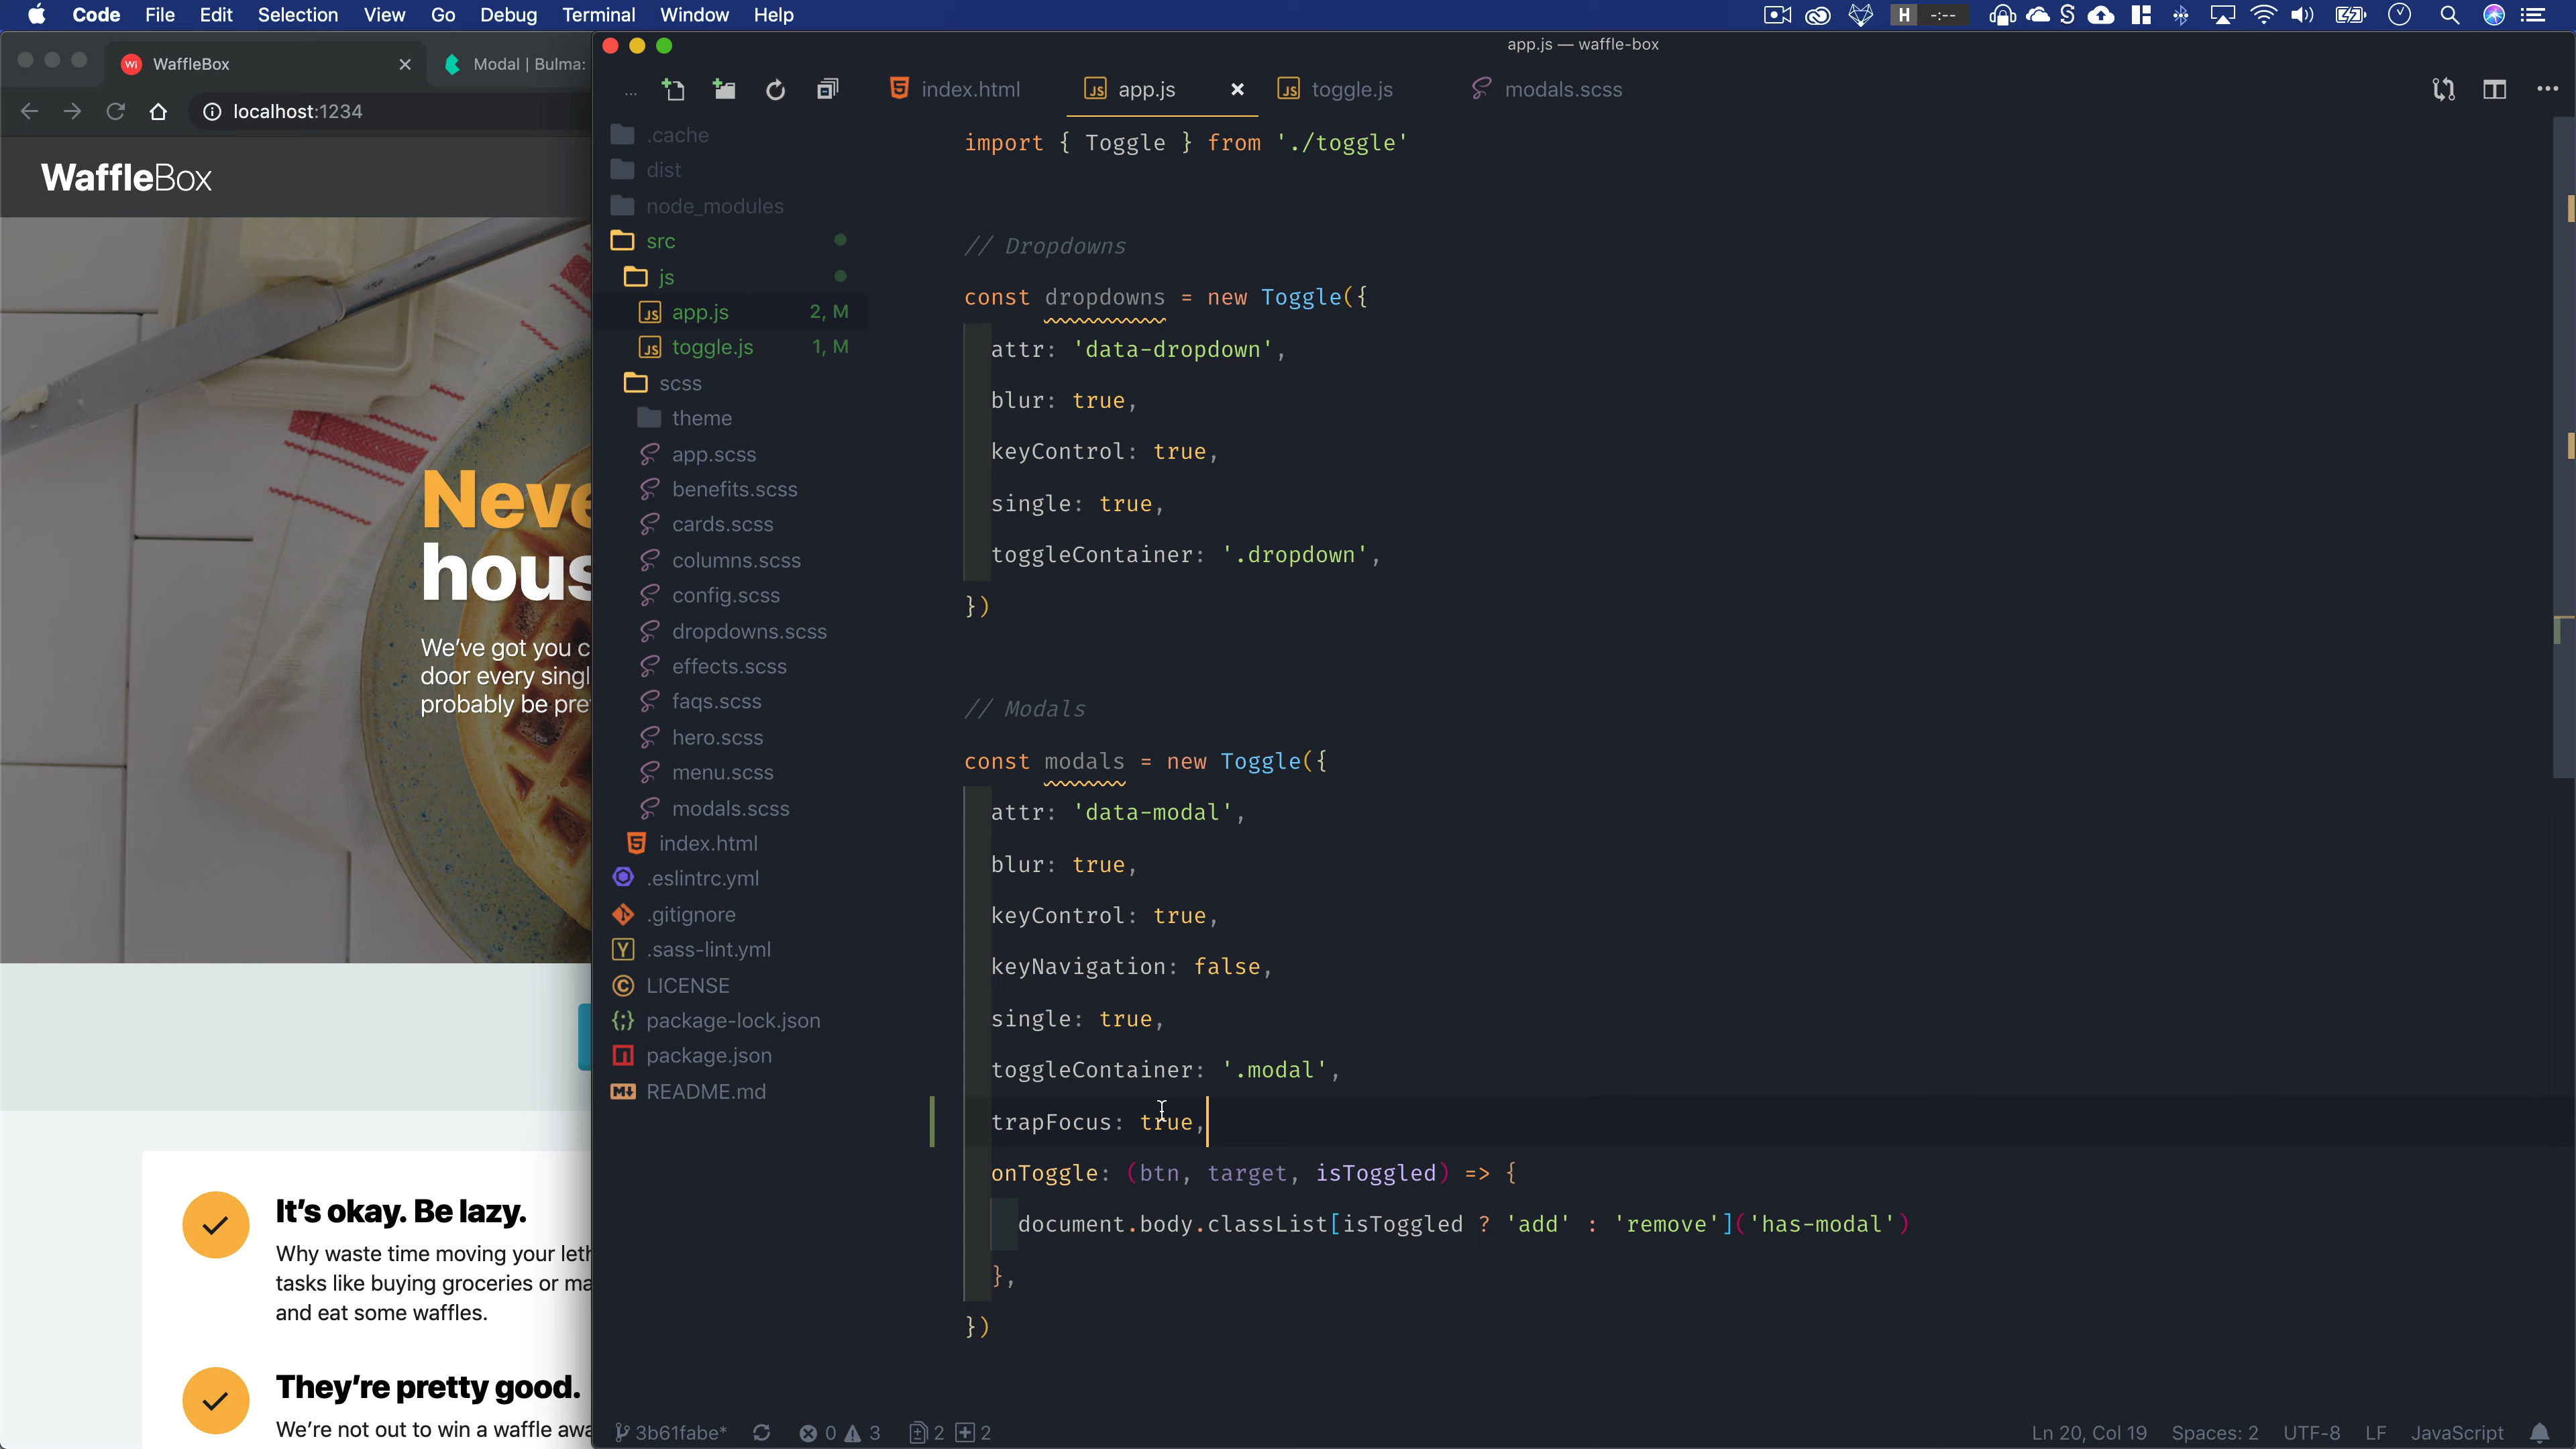 Code File Edit Selection View Go Debug Terminal Window Help
H -:--
WaffleBox
Modal | Bulma:
localhost:1234
WaffleBox
Neve
hous
We've got you c
door every singl
probably be pre
It's okay. Be lazy.
Why waste time moving your leth
tasks like buying groceries or ma
and eat some waffles.
They're pretty good.
We're not out to win a waffle awa
app.js — waffle-box
index.html
app.js
toggle.js
modals.scss
.cache
dist
node_modules
src
js
app.js 2, M
toggle.js 1, M
scss
theme
app.scss
benefits.scss
cards.scss
columns.scss
config.scss
dropdowns.scss
effects.scss
faqs.scss
hero.scss
menu.scss
modals.scss
index.html
.eslintrc.yml
.gitignore
.sass-lint.yml
LICENSE
package-lock.json
package.json
README.md
import { Toggle } from './toggle'
// Dropdowns
const dropdowns = new Toggle({
attr: 'data-dropdown',
blur: true,
keyControl: true,
single: true,
toggleContainer: '.dropdown',
})
// Modals
const modals = new Toggle({
attr: 'data-modal',
blur: true,
keyControl: true,
keyNavigation: false,
single: true,
toggleContainer: '.modal',
trapFocus: true,
onToggle: (btn, target, isToggled) => {
document.body.classList[isToggled ? 'add' : 'remove']('has-modal')
},
})
3b61fabe* 0 3 2 2
Ln 20, Col 19 Spaces: 2 UTF-8 LF JavaScript